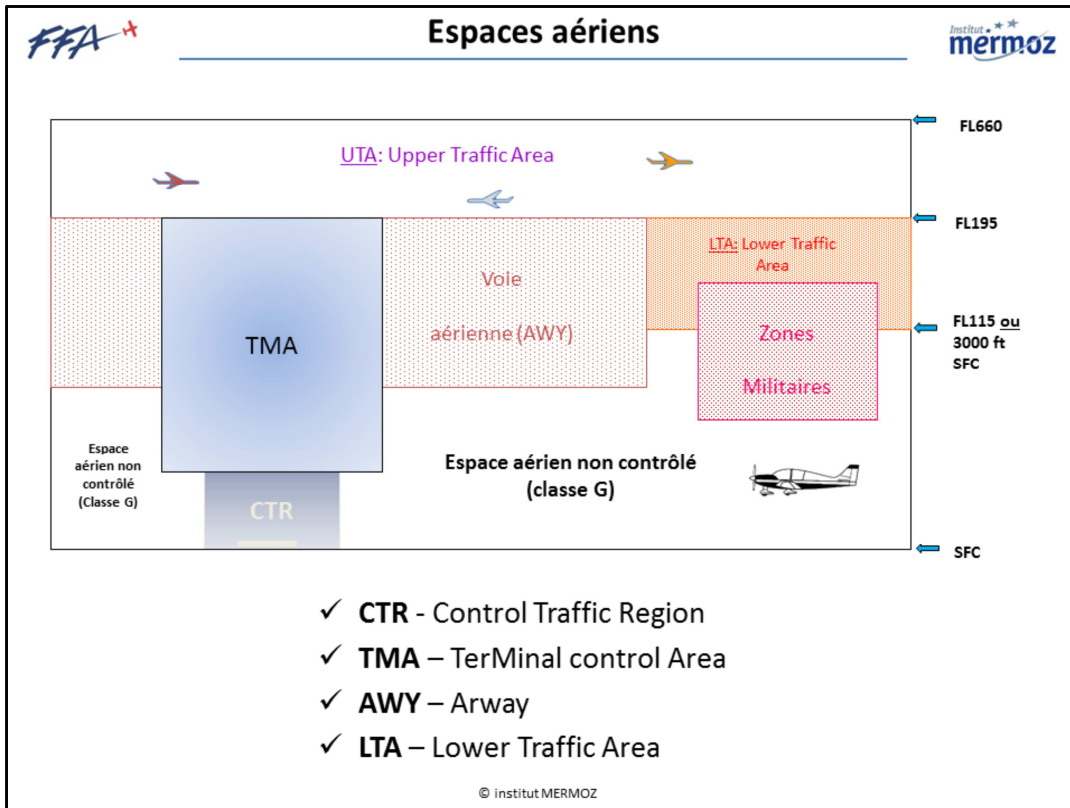 FFA
Espaces aériens
Institut
mermoz
FL660
UTA: Upper Traffic Area
FL195
LTA: Lower Traffic
Area
Voie
aérienne (AWY)
FL115 ou
3000 ft
SFC
TMA
Zones
Militaires
Espace
aérien non
contrôlé
(Classe G)
Espace aérien non contrôlé
(classe G)
CTR
SFC
✓ CTR - Control Traffic Region
✓ TMA – TerMinal control Area
✓ AWY – Arway
✓ LTA – Lower Traffic Area
© institut MERMOZ